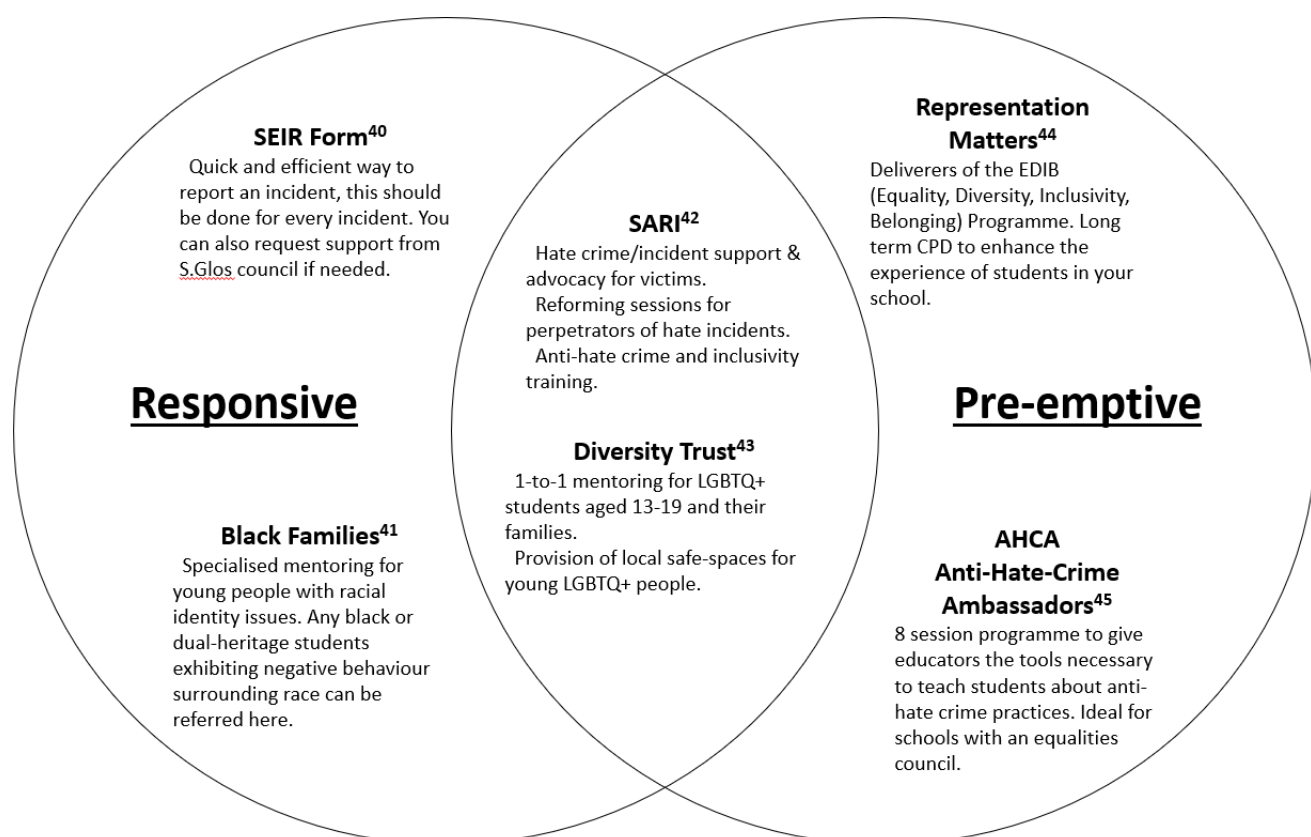 SEIR Form⁴⁰
Quick and efficient way to
report an incident, this should
be done for every incident. You
can also request support from
S.Glos council if needed.
Responsive
Black Families⁴¹
Specialised mentoring for
young people with racial
identity issues. Any black or
dual-heritage students
exhibiting negative behaviour
surrounding race can be
referred here.
SARI⁴²
Hate crime/incident support &
advocacy for victims.
Reforming sessions for
perpetrators of hate incidents.
Anti-hate crime and inclusivity
training.
Diversity Trust⁴³
1-to-1 mentoring for LGBTQ+
students aged 13-19 and their
families.
Provision of local safe-spaces for
young LGBTQ+ people.
Representation
Matters⁴⁴
Deliverers of the EDIB
(Equality, Diversity, Inclusivity,
Belonging) Programme. Long
term CPD to enhance the
experience of students in your
school.
Pre-emptive
AHCA
Anti-Hate-Crime
Ambassadors⁴⁵
8 session programme to give
educators the tools necessary
to teach students about anti-
hate crime practices. Ideal for
schools with an equalities
council.